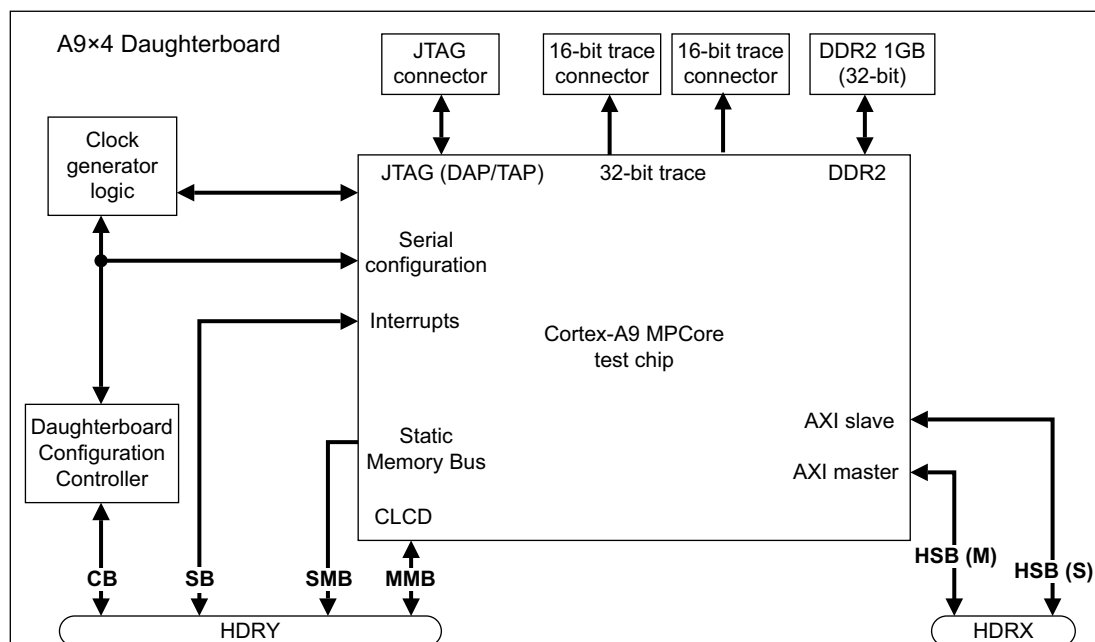 A9×4 Daughterboard
JTAG
connector
16-bit trace
connector
16-bit trace
connector
DDR2 1GB
(32-bit)
Clock
generator
logic
JTAG (DAP/TAP)
32-bit trace
DDR2
Serial
configuration
Interrupts
Cortex-A9 MPCore
test chip
Daughterboard
Configuration
Controller
Static
Memory Bus
AXI slave
AXI master
CLCD
CB
SB
SMB
MMB
HSB (M)
HSB (S)
HDRY
HDRX